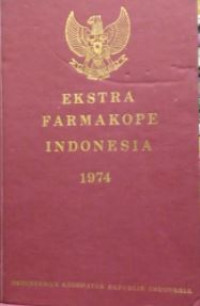 EKSTRA
FARMAKOPE
INDONESIA
1974
DEPARTEMEN KESEHATAN REPUBLIK INDONESIA